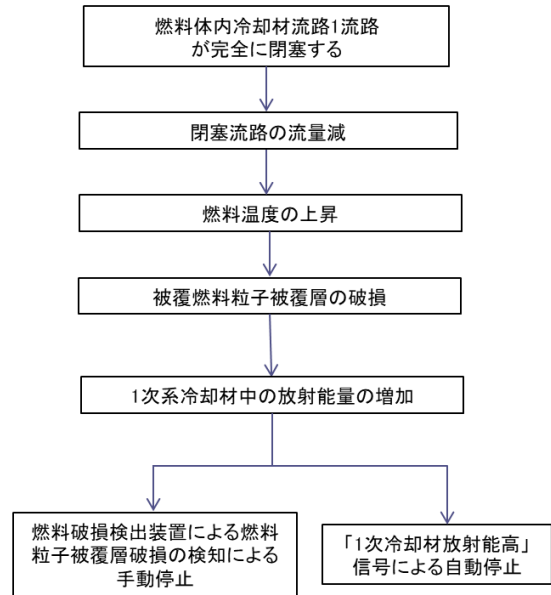 燃料体内冷却材流路1流路
が完全に閉塞する
閉塞流路の流量減
燃料温度の上昇
被覆燃料粒子被覆層の破損
1次系冷却材中の放射能量の増加
燃料破損検出装置による燃料
粒子被覆層破損の検知による
手動停止
「1次冷却材放射能高」
信号による自動停止